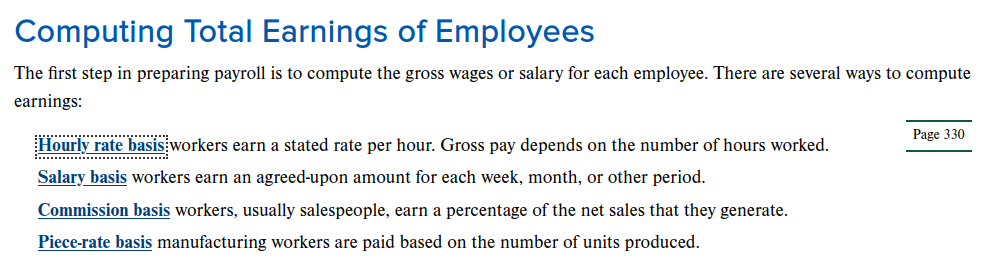 Computing Total Earnings of Employees
The first step in preparing payroll is to compute the gross wages or salary for each employee. There are several ways to compute
earnings:
Page 330
Hourly rate basis workers earn a stated rate per hour. Gross pay depends on the number of hours worked.
Salary basis workers earn an agreed-upon amount for each week, month, or other period.
Commission basis workers, usually salespeople, earn a percentage of the net sales that they generate.
Piece-rate basis manufacturing workers are paid based on the number of units produced.